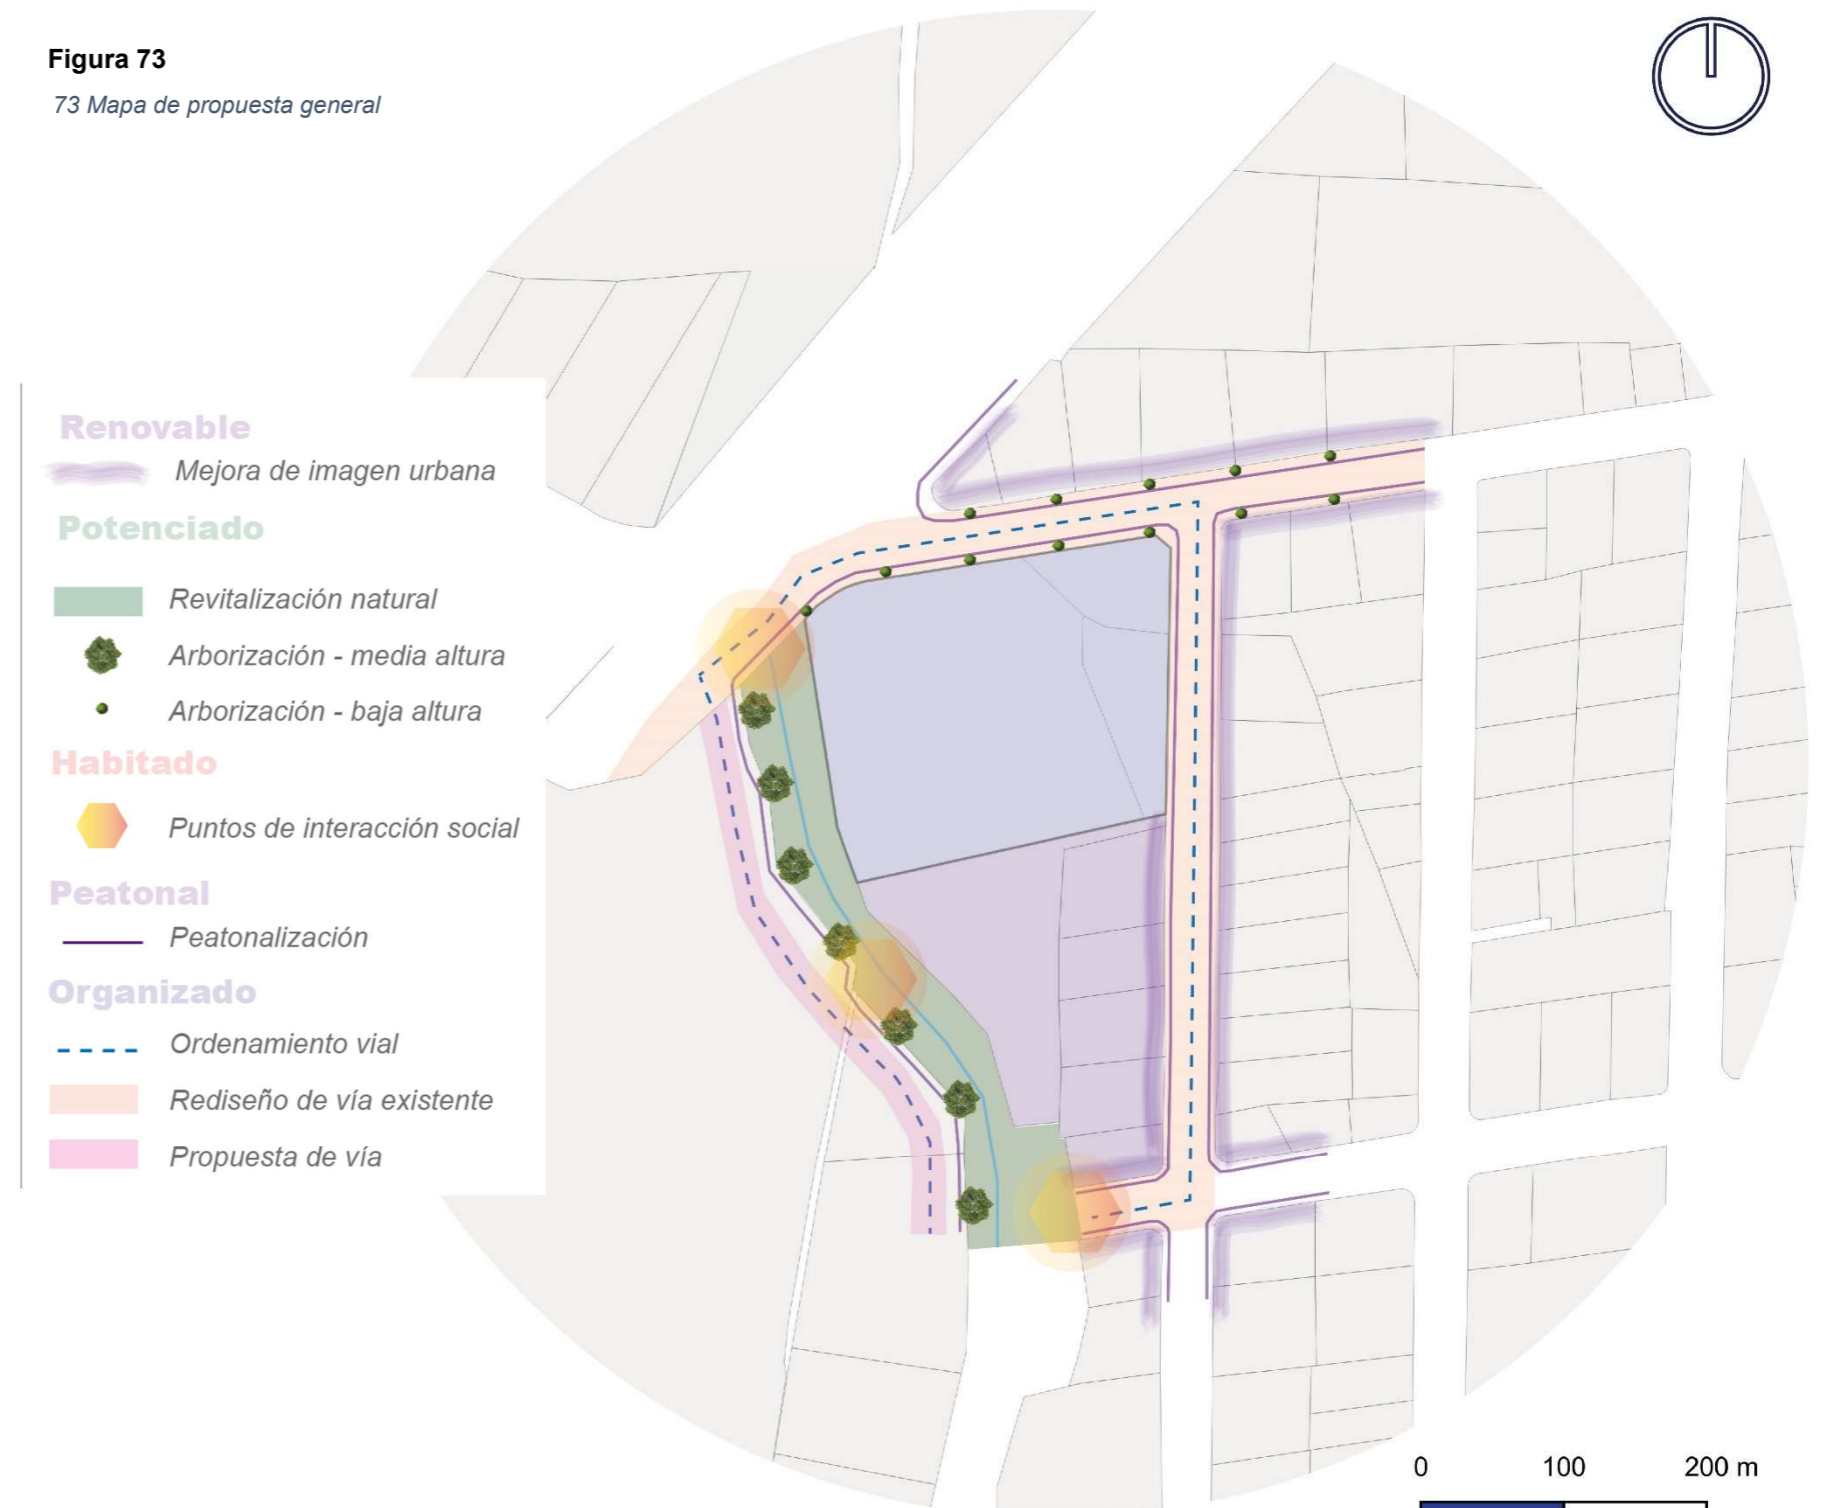 Figura 73
73 Mapa de propuesta general
Renovable
Mejora de imagen urbana
Potenciado
Revitalización natural
Arborización - media altura
Arborización - baja altura
Habitado
Puntos de interacción social
Peatonal
Peatonalización
Organizado
Ordenamiento vial
Rediseño de vía existente
Propuesta de vía
0 100 200 m